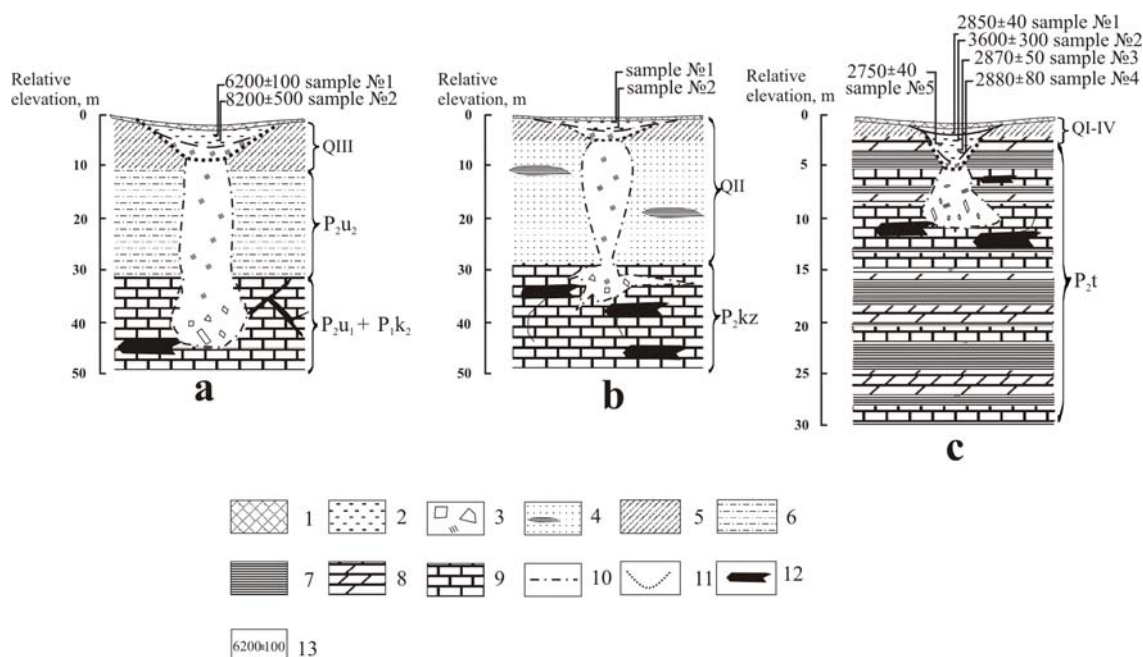 Relative
elevation, m
6200±100 sample №1
8200±500 sample №2
0
10
20
30
40
50
QIII
P₂u₂
P₂u₁ + P₁k₂
a
Relative
elevation, m
sample №1
sample №2
0
10
20
30
40
50
QII
P₂kz
b
Relative
elevation, m
2850±40 sample №1
3600±300 sample №2
2870±50 sample №3
2880±80 sample №4
2750±40
sample №5
0
5
10
15
20
25
30
QI-IV
P₂t
c
1
2
3
4
5
6
7
8
9
10
11
12
6200±100 13